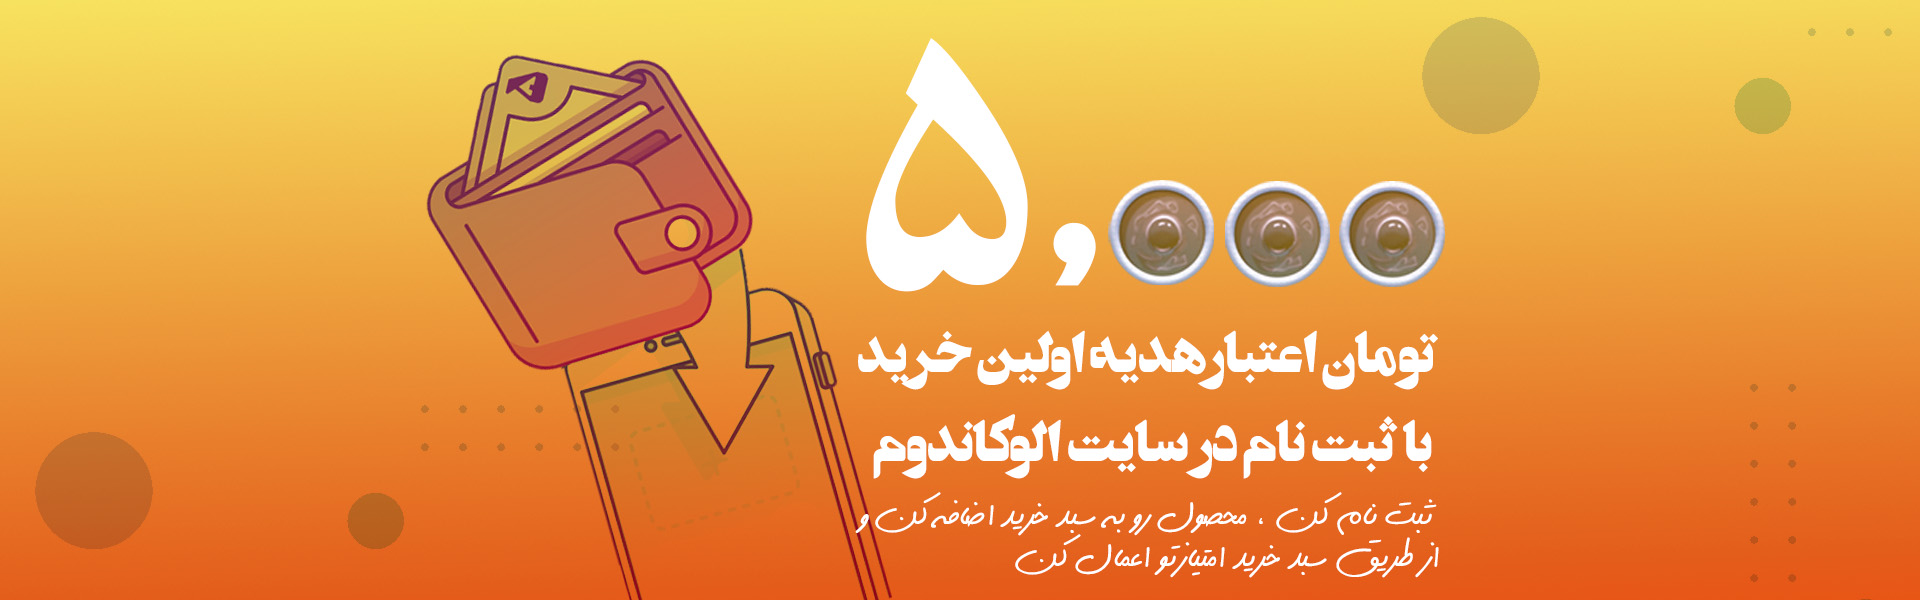 ۵,۰۰۰
تومان اعتبار هدیه اولین خرید
با ثبت نام در سایت الوکاندوم
ثبت نام کن ، محصول رو به سبد خرید اضافه کن و
از طریق سبد خرید امتیازتو اعمال کن